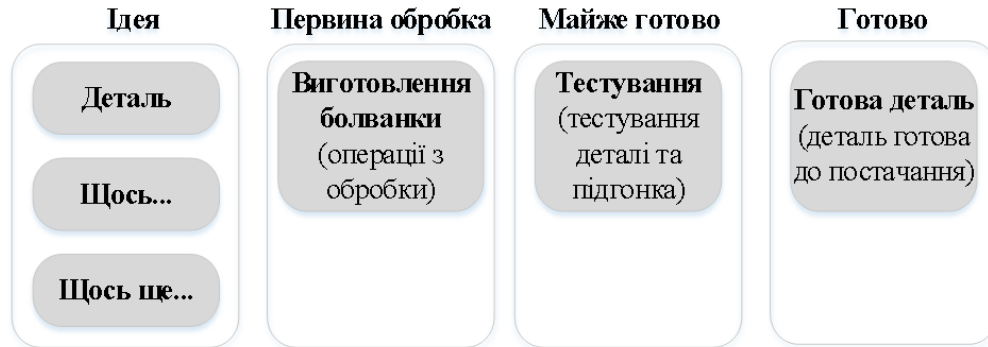 Ідея
Первина обробка
Майже готово
Готово
Деталь
Щось...
Щось ще...
Виготовлення
болванки
(операції з
обробки)
Тестування
(тестування
деталі та
підгонка)
Готова деталь
(деталь готова
до постачання)